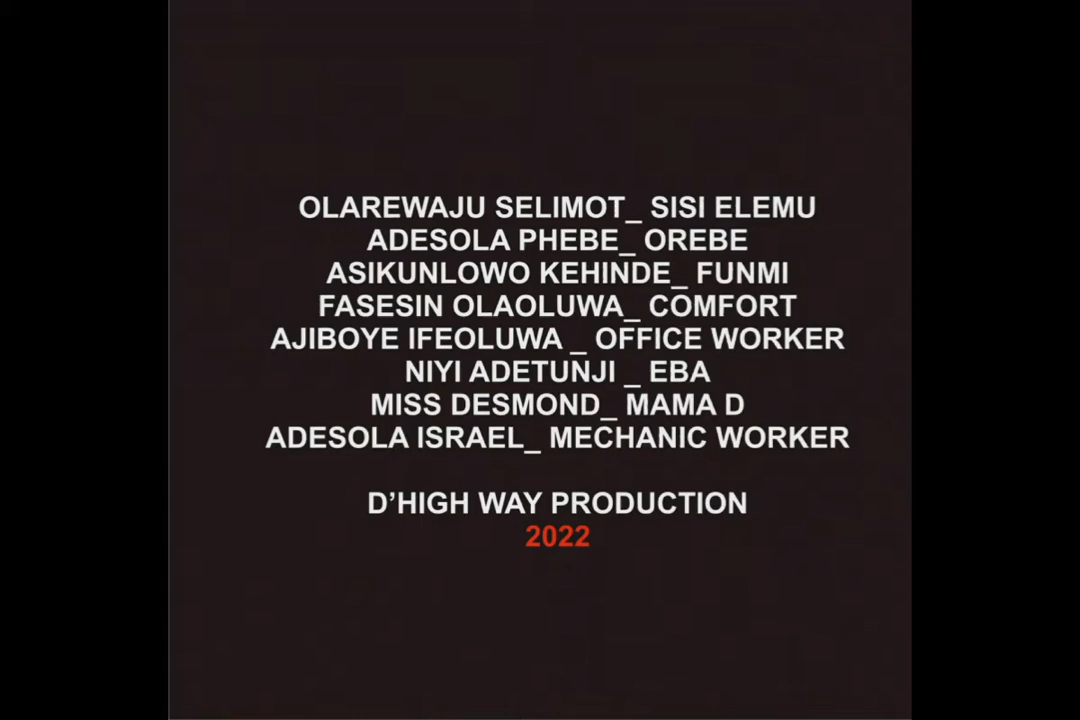 OLAREWAJU SELIMOT_ SISI ELEMU
ADESOLA PHEBE_ OREBE
ASIKUNLOWO KEHINDE_ FUNMI
FASESIN OLAOLUWA_ COMFORT
AJIBOYE IFEOLUWA _ OFFICE WORKER
NIYI ADETUNJI _ EBA
MISS DESMOND_ MAMA D
ADESOLA ISRAEL_ MECHANIC WORKER
D’HIGH WAY PRODUCTION
2022